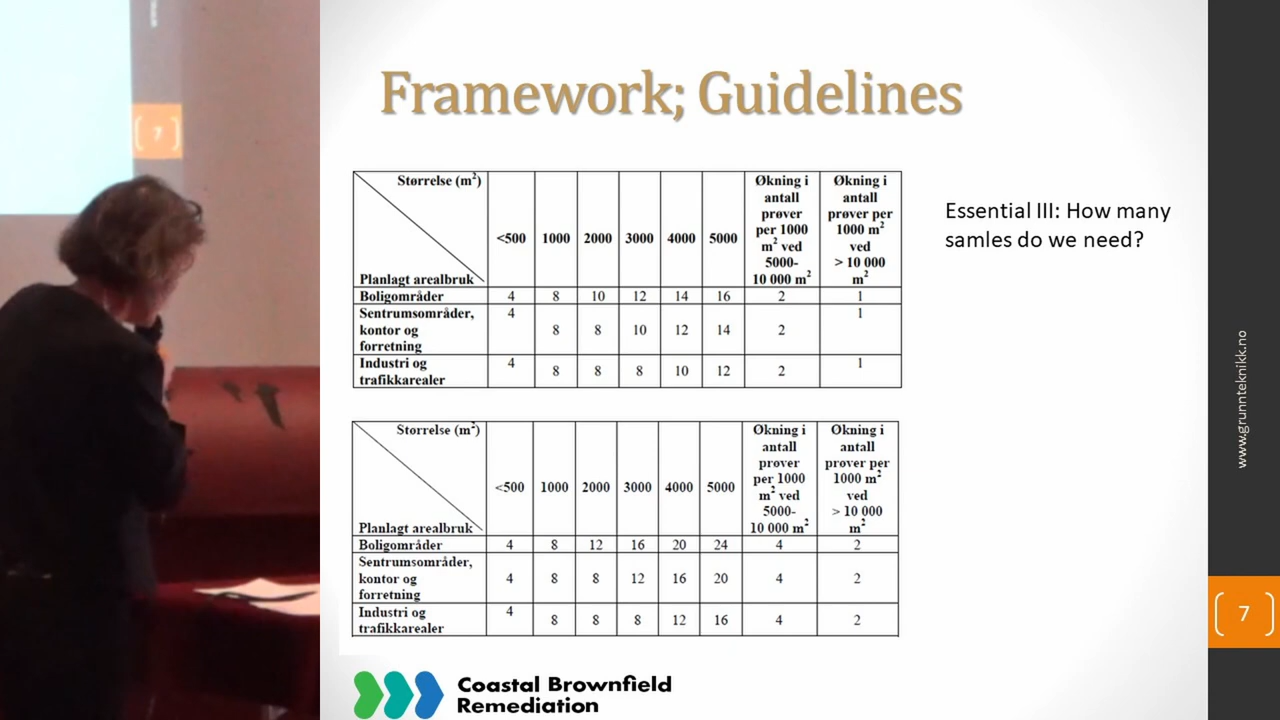 7
Framework; Guidelines
Størrelse (m²)
Planlagt arealbruk
<500 1000 2000 3000 4000 5000
Økning i
antall
prøver
per 1000
m² ved
5000-
10 000 m²
Økning i
antall
prøver per
1000 m²
ved
> 10 000
m²
Boligområder 4 8 10 12 14 16 2 1
Sentrumsområder,
kontor og
forretning
4 8 8 10 12 14 2 1
Industri og
trafikkarealer
4 8 8 8 10 12 2 1
Størrelse (m²)
Planlagt arealbruk
<500 1000 2000 3000 4000 5000
Økning i
antall
prøver
per 1000
m² ved
5000-
10 000 m²
Økning i
antall
prøver per
1000 m²
ved
> 10 000
m²
Boligområder 4 8 12 16 20 24 4 2
Sentrumsområder,
kontor og
forretning
4 8 8 12 16 20 4 2
Industri og
trafikkarealer
4 8 8 8 12 16 4 2
Essential III: How many
samles do we need?
www.grunnteknikk.no
7
Coastal Brownfield
Remediation